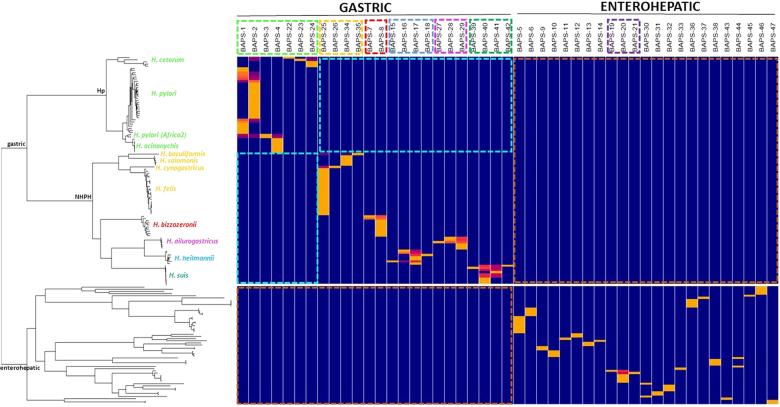 GASTRIC
ENTEROHEPATIC
BAPS-1
BAPS-2
BAPS-3
BAPS-4
BAPS-22
BAPS-23
BAPS-24
BAPS-25
BAPS-26
BAPS-34
BAPS-35
BAPS-7
BAPS-8
BAPS-15
BAPS-16
BAPS-17
BAPS-18
BAPS-27
BAPS-28
BAPS-29
BAPS-39
BAPS-40
BAPS-41
BAPS-42
BAPS-5
BAPS-6
BAPS-9
BAPS-10
BAPS-11
BAPS-12
BAPS-13
BAPS-14
BAPS-19
BAPS-20
BAPS-21
BAPS-30
BAPS-31
BAPS-32
BAPS-33
BAPS-36
BAPS-37
BAPS-38
BAPS-43
BAPS-44
BAPS-45
BAPS-46
BAPS-47
H. cetorum
Hp
H. pylori
H. pylori (Africa2)
gastric
H. acinonychis
H. baculiformis
H. salomonis
H. cynogastricus
H. felis
NHPH
H. bizzozeronii
H. ailurogastricus
H. heilmannii
H. suis
enterohepatic